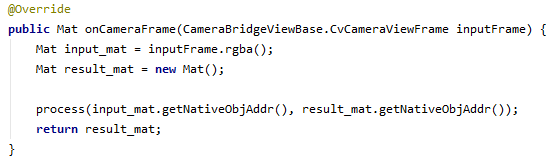 @Override
public Mat onCameraFrame(CameraBridgeViewBase.CvCameraViewFrame inputFrame) {
    Mat input_mat = inputFrame.rgba();
    Mat result_mat = new Mat();

    process(input_mat.getNativeObjAddr(), result_mat.getNativeObjAddr());
    return result_mat;
}